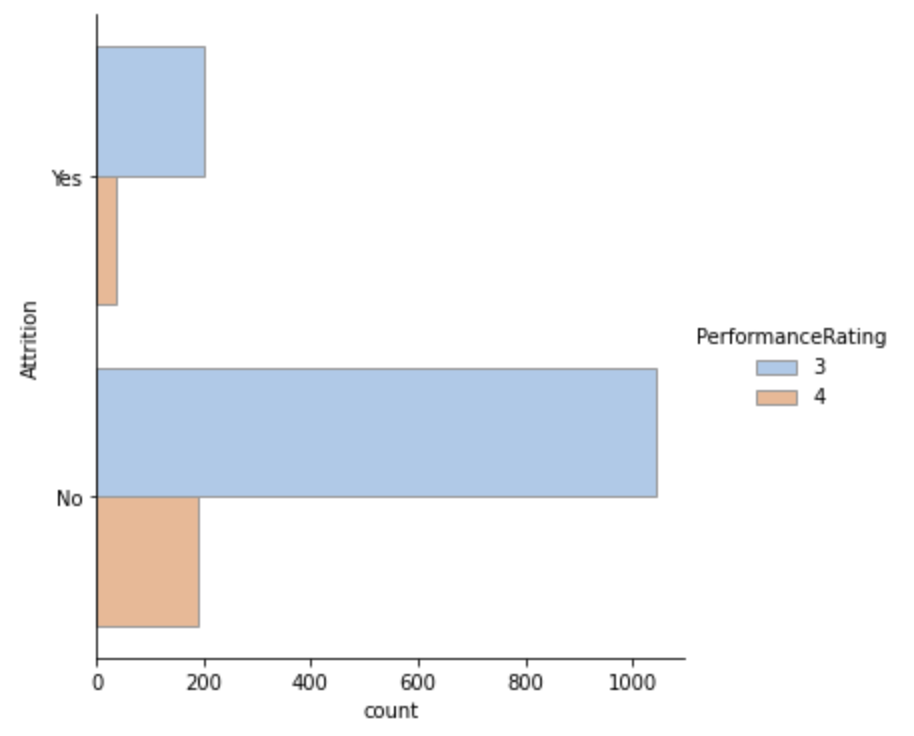 Yes
No
Attrition
0 200 400 600 800 1000
count
PerformanceRating
3
4